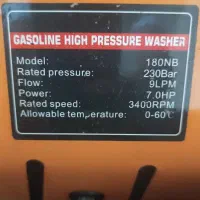 GASOLINE HIGH PRESSURE WASHER
Model: 180NB
Rated pressure: 230Bar
Flow: 9LPM
Power: 7.0HP
Rated speed: 3400RPM
Allowable temperature: 0-60℃